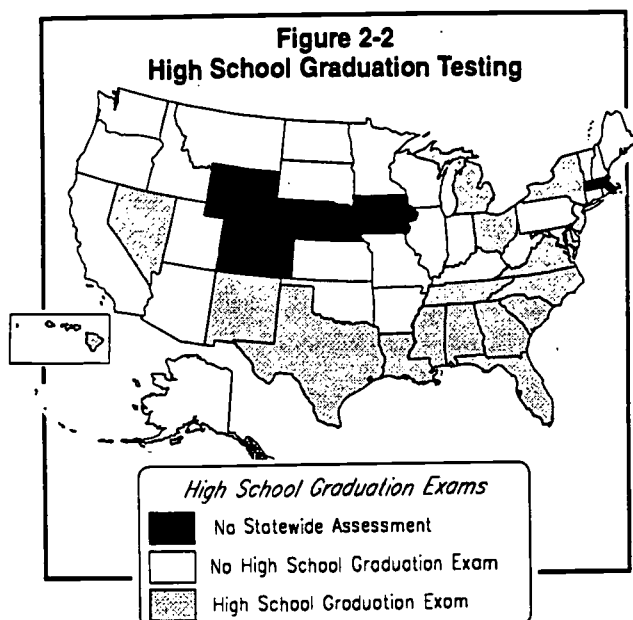 Figure 2-2
High School Graduation Testing
High School Graduation Exams
No Statewide Assessment
No High School Graduation Exam
High School Graduation Exam